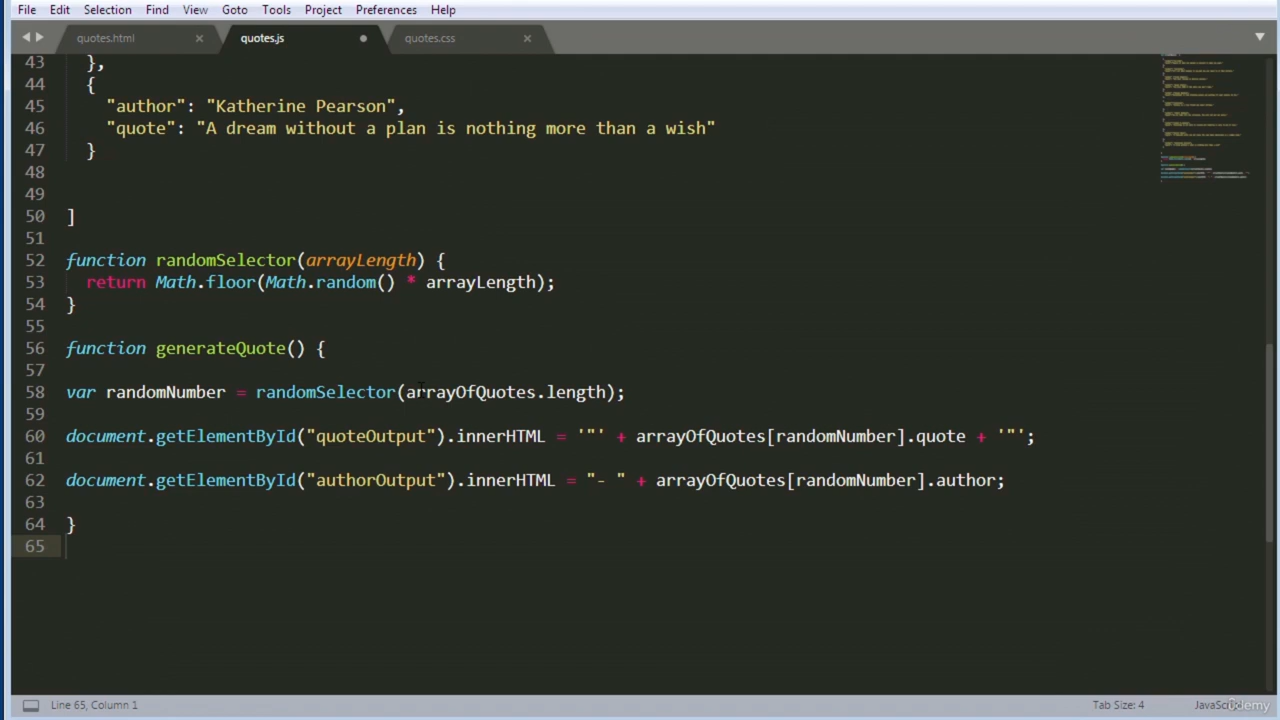 File Edit Selection Find View Goto Tools Project Preferences Help
quotes.html × quotes.js quotes.css ×
43 },
44 {
45 "author": "Katherine Pearson",
46 "quote": "A dream without a plan is nothing more than a wish"
47 }
48
49
50 ]
51
52 function randomSelector(arrayLength) {
53 return Math.floor(Math.random() * arrayLength);
54 }
55
56 function generateQuote() {
57
58 var randomNumber = randomSelector(arrayOfQuotes.length);
59
60 document.getElementById("quoteOutput").innerHTML = '"' + arrayOfQuotes[randomNumber].quote + '"';
61
62 document.getElementById("authorOutput").innerHTML = "- " + arrayOfQuotes[randomNumber].author;
63
64 }
65
Line 65, Column 1 Tab Size: 4 JavaScript